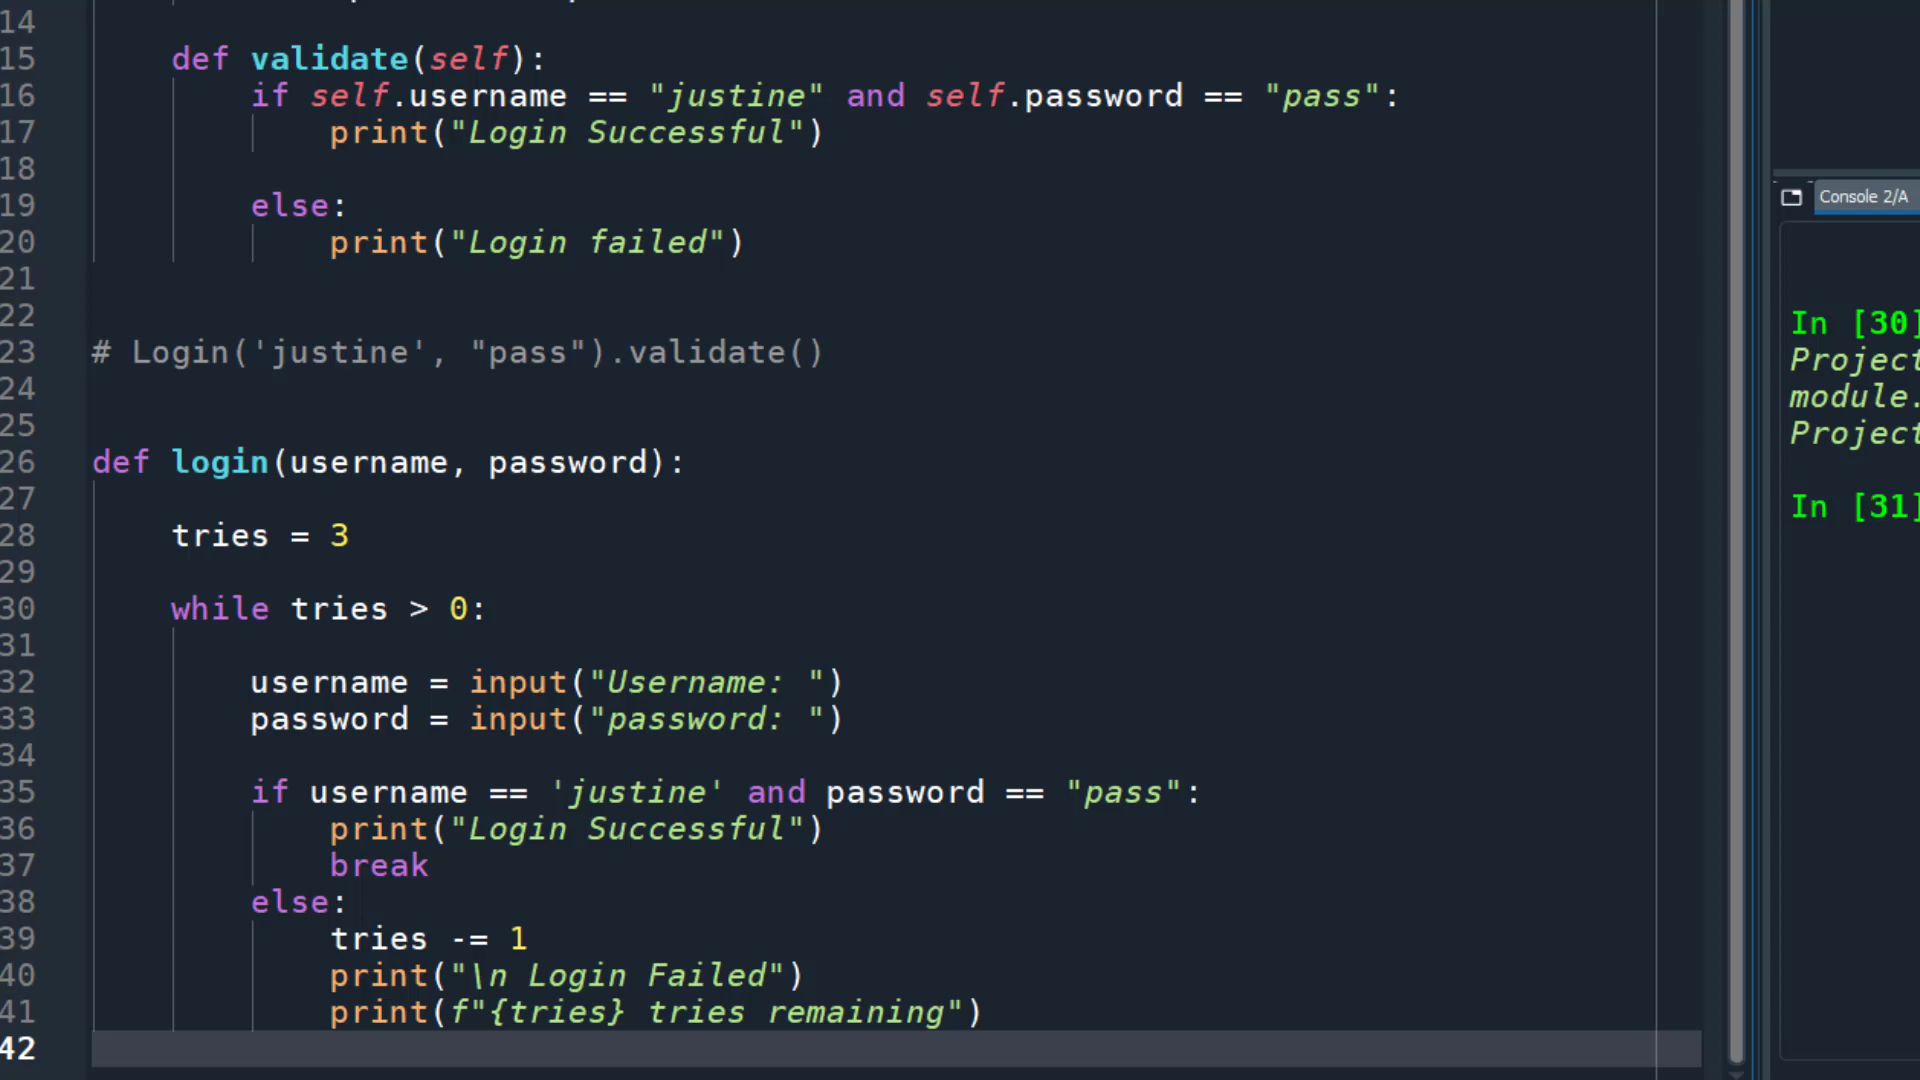 14
15 def validate(self):
16 if self.username == "justine" and self.password == "pass":
17 print("Login Successful")
18
19 else:
20 print("Login failed")
21
22
23 # Login('justine', "pass").validate()
24
25
26 def login(username, password):
27
28 tries = 3
29
30 while tries > 0:
31
32 username = input("Username: ")
33 password = input("password: ")
34
35 if username == 'justine' and password == "pass":
36 print("Login Successful")
37 break
38 else:
39 tries -= 1
40 print("\n Login Failed")
41 print(f"{tries} tries remaining")
42
Console 2/A
In [30]
Project
module.
Project
In [31]